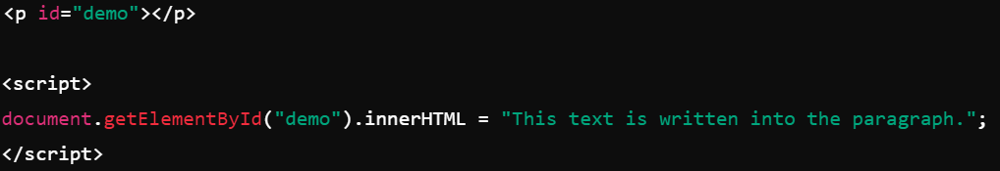 <p id="demo"></p>
<script>
document.getElementById("demo").innerHTML = "This text is written into the paragraph.";
</script>